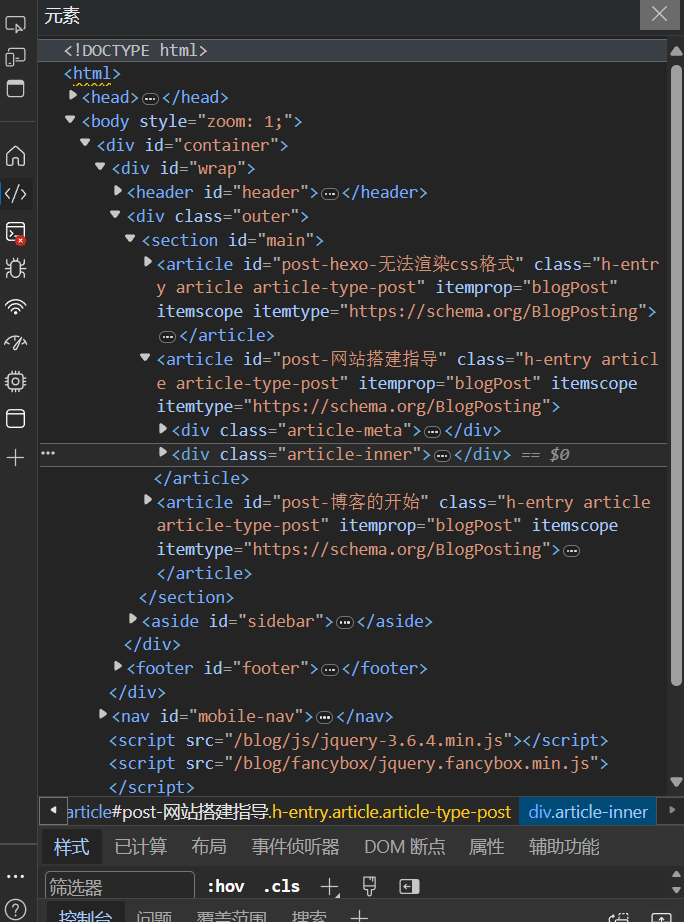 元素
<!DOCTYPE html>
<html>
<head>…</head>
<body style="zoom: 1;">
<div id="container">
<div id="wrap">
<header id="header">…</header>
<div class="outer">
<section id="main">
<article id="post-hexo-无法渲染css格式" class="h-entr
y article article-type-post" itemprop="blogPost"
itemscope itemtype="https://schema.org/BlogPosting">
…</article>
<article id="post-网站搭建指导" class="h-entry articl
e article-type-post" itemprop="blogPost" itemscope
itemtype="https://schema.org/BlogPosting">
<div class="article-meta">…</div>
<div class="article-inner">…</div> == $0
</article>
<article id="post-博客的开始" class="h-entry article
article-type-post" itemprop="blogPost" itemscope
itemtype="https://schema.org/BlogPosting">…
</article>
</section>
<aside id="sidebar">…</aside>
</div>
<footer id="footer">…</footer>
</div>
<nav id="mobile-nav">…</nav>
<script src="/blog/js/jquery-3.6.4.min.js"></script>
<script src="/blog/fancybox/jquery.fancybox.min.js">
</script>
article#post-网站搭建指导.h-entry.article.article-type-post div.article-inner
样式 已计算 布局 事件侦听器 DOM 断点 属性 辅助功能
筛选器 :hov .cls
控制台 问题 覆盖范围 搜索